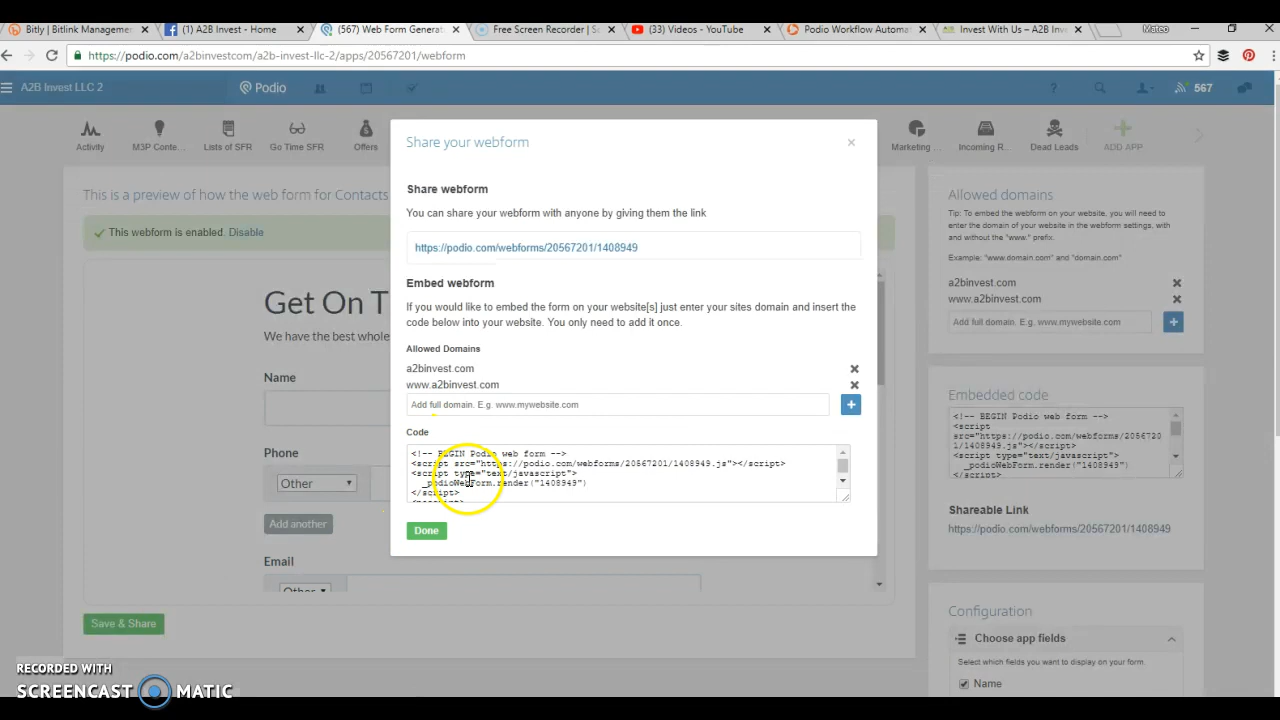 Bitly | Bitlink Managemen
(1) A2B Invest - Home
(567) Web Form Generat
Free Screen Recorder | S
(33) Videos - YouTube
Podio Workflow Automat
Invest With Us – A2B Inv
Mateo
https://podio.com/a2binvestcom/a2b-invest-llc-2/apps/20567201/webform
A2B Invest LLC 2
Podio
? 567
Activity
M3P Conte...
Lists of SFR
Go Time SFR
Offers
Marketing ...
Incoming R...
Dead Leads
ADD APP
This is a preview of how the web form for Contacts
This webform is enabled. Disable
Get On T
We have the best whole
Name
Phone
Other
Add another
Email
Other
Save & Share
Share your webform
Share webform
You can share your webform with anyone by giving them the link
https://podio.com/webforms/20567201/1408949
Embed webform
If you would like to embed the form on your website[s] just enter your sites domain and insert the
code below into your website. You only need to add it once.
Allowed Domains
a2binvest.com
www.a2binvest.com
Add full domain. E.g. www.mywebsite.com
Code
<!-- BEGIN Podio web form -->
<script src="https://podio.com/webforms/20567201/1408949.js"></script>
<script type="text/javascript">
_podioWebForm.render("1408949")
</script>
Done
Allowed domains
Tip: To embed the webform on your website, you will need to
enter the domain of your website in the webform settings, with
and without the "www." prefix.
Example: "www.domain.com" and "domain.com"
a2binvest.com
www.a2binvest.com
Add full domain. E.g. www.mywebsite.com
Embedded code
<!-- BEGIN Podio web form -->
<script
src="https://podio.com/webforms/2056720
1/1408949.js"></script>
<script type="text/javascript">
_podioWebForm.render("1408949")
Shareable Link
https://podio.com/webforms/20567201/1408949
Configuration
Choose app fields
Select which fields you want to display on your form.
Name
RECORDED WITH
SCREENCAST MATIC